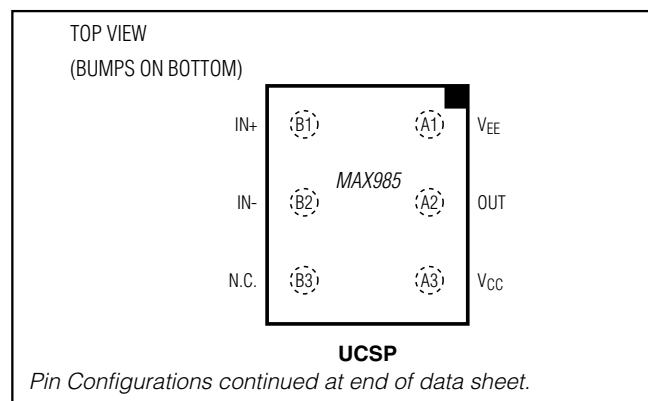 TOP VIEW
(BUMPS ON BOTTOM)
IN+ B1 A1 VEE
MAX985
IN- B2 A2 OUT
N.C. B3 A3 VCC
UCSP
Pin Configurations continued at end of data sheet.